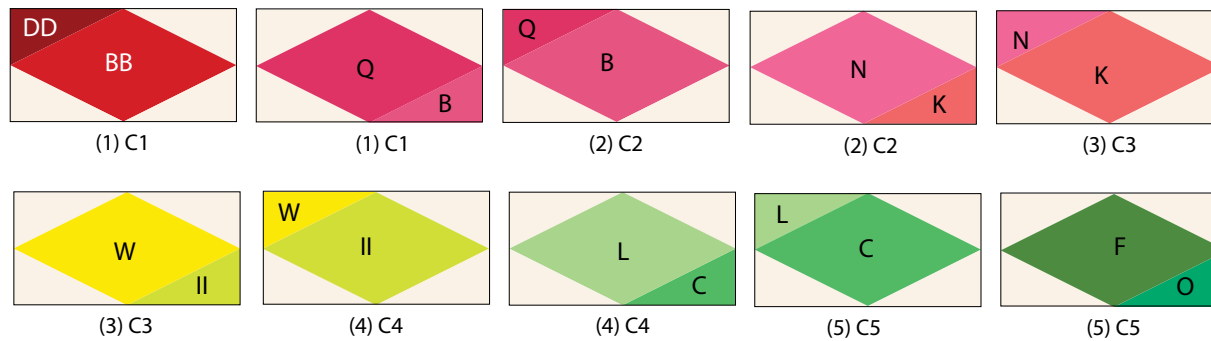 DD
BB
(1) C1
Q
B
(1) C1
Q
B
(2) C2
N
K
(2) C2
N
K
(3) C3
W
II
(3) C3
W
II
(4) C4
L
C
(4) C4
L
C
(5) C5
F
O
(5) C5